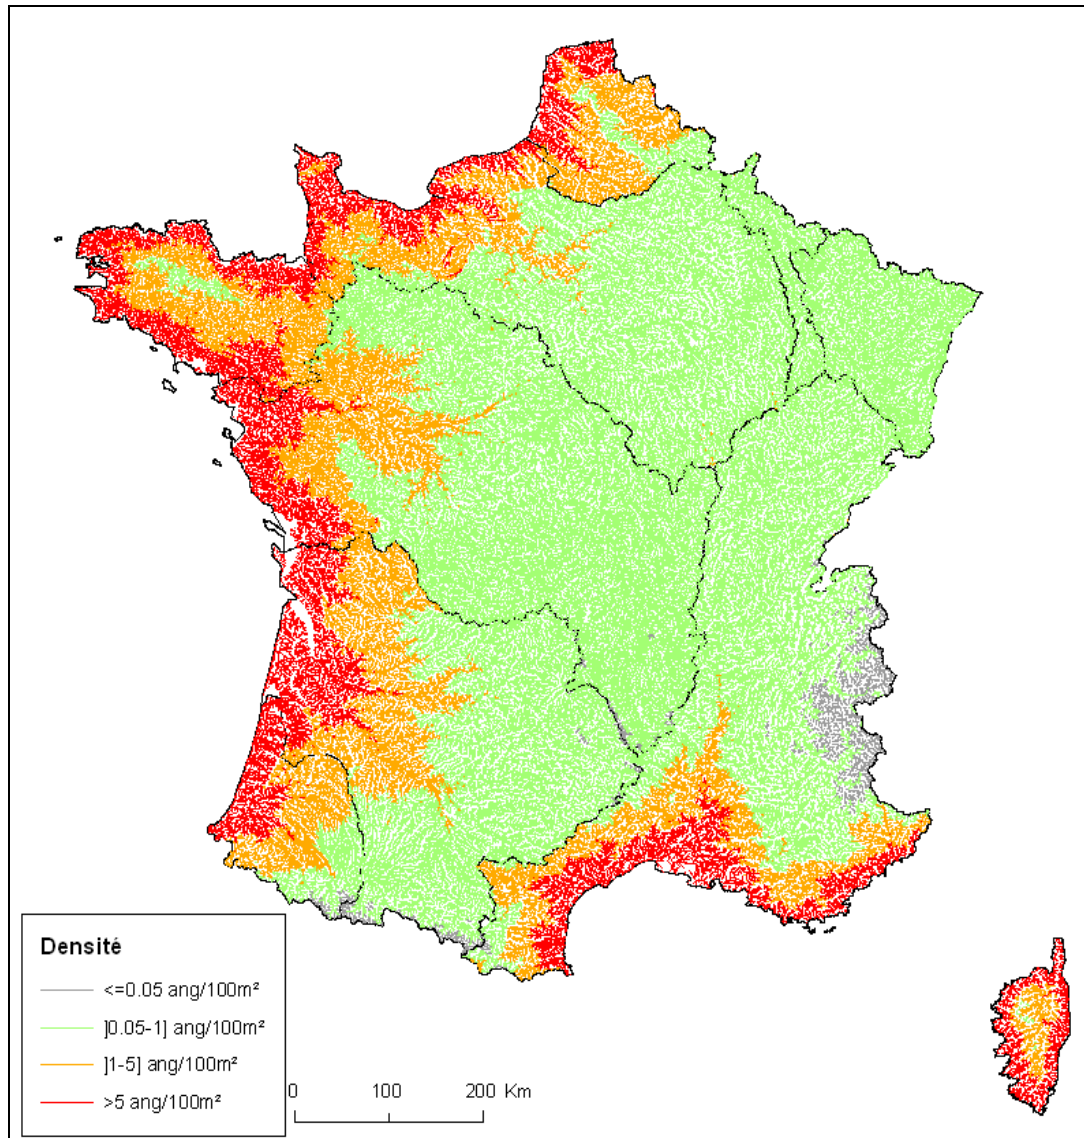 Densité
<=0.05 ang/100m²
]0.05-1] ang/100m²
]1-5] ang/100m²
>5 ang/100m²
0 100 200 Km